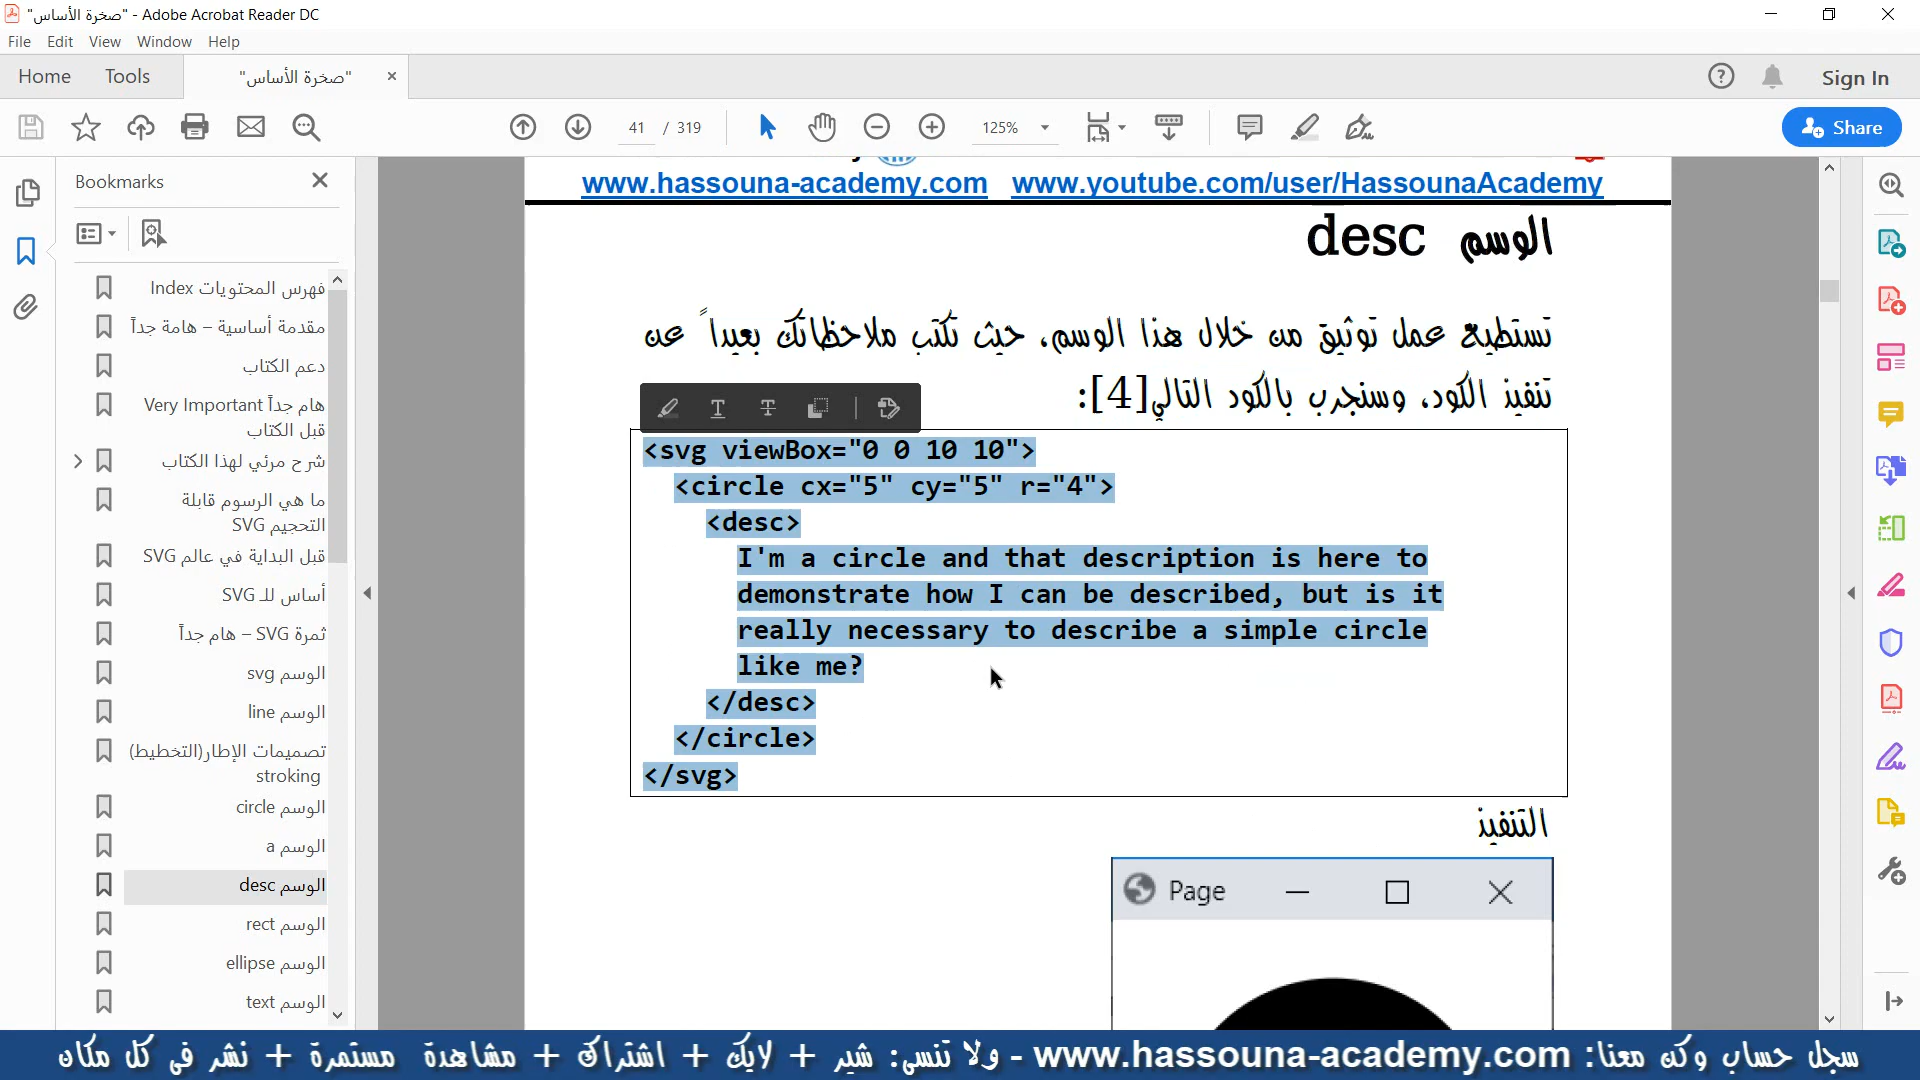 "صخرة الأساس" - Adobe Acrobat Reader DC
File Edit View Window Help
Home Tools "صخرة الأساس" Sign In
41 / 319 125% Share
Bookmarks
فهرس المحتويات Index
مقدمة أساسية – هامة جداً
دعم الكتاب
هام جداً Very Important
قبل الكتاب
شرح مرئي لهذا الكتاب
ما هي الرسوم قابلة
التحجيم SVG
قبل البداية في عالم SVG
أساس للـ SVG
ثمرة SVG – هام جداً
الوسم svg
الوسم line
تصميمات الإطار(التخطيط)
stroking
الوسم circle
الوسم a
الوسم desc
الوسم rect
الوسم ellipse
الوسم text
www.hassouna-academy.com www.youtube.com/user/HassounaAcademy
الوسم desc
تستطيع عمل توثيق من خلال هذا الوسم، حيث تكتب ملاحظاتك بعيداً عن
تنفيذ الكود، وسنجرب بالكود التالي[4]:
<svg viewBox="0 0 10 10">
<circle cx="5" cy="5" r="4">
<desc>
I'm a circle and that description is here to
demonstrate how I can be described, but is it
really necessary to describe a simple circle
like me?
</desc>
</circle>
</svg>
التنفيذ
Page
سجل حساب وكن معنا: www.hassouna-academy.com - ولا تنسى: شير + لايك + اشتراك + مشاهدة مستمرة + نشر في كل مكان